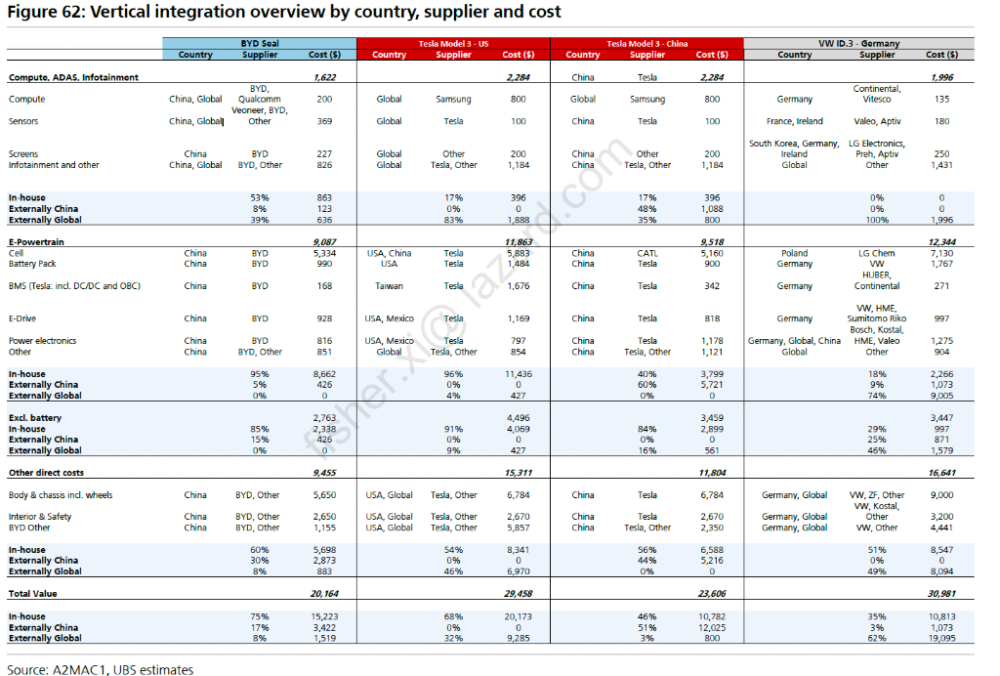 Figure 62: Vertical integration overview by country, supplier and cost
BYD Seal Tesla Model 3 - US Tesla Model 3 - China VW ID.3 - Germany
Country Supplier Cost ($) Country Supplier Cost ($) Country Supplier Cost ($) Country Supplier Cost ($)
Compute, ADAS, Infotainment 1,622 2,284 China Tesla 2,284 1,996
BYD, Continental,
Compute China, Global Qualcomm 200 Global Samsung 800 Global Samsung 800 Germany Vitesco 135
Veoneer, BYD,
Sensors China, Global Other 369 Global Tesla 100 China Tesla 100 France, Ireland Valeo, Aptiv 180
South Korea, Germany, LG Electronics,
Screens China BYD 227 Global Other 200 China Other 200 Ireland Preh, Aptiv 250
Infotainment and other China, Global BYD, Other 826 Global Tesla, Other 1,184 China Tesla, Other 1,184 Global Other 1,431
In-house 53% 863 17% 396 17% 396 0% 0
Externally China 8% 123 0% 0 48% 1,088 0% 0
Externally Global 39% 636 83% 1,888 35% 800 100% 1,996
E-Powertrain 9,087 11,863 9,518 12,344
Cell China BYD 5,334 USA, China Tesla 5,883 China CATL 5,160 Poland LG Chem 7,130
Battery Pack China BYD 990 USA Tesla 1,484 China Tesla 900 Germany VW 1,767
HUBER,
BMS (Tesla: incl. DC/DC and OBC) China BYD 168 Taiwan Tesla 1,676 China Tesla 342 Germany Continental 271
VW, HME,
E-Drive China BYD 928 USA, Mexico Tesla 1,169 China Tesla 818 Germany Sumitomo Riko 997
Bosch, Kostal,
Power electronics China BYD 816 USA, Mexico Tesla 797 China Tesla 1,178 Germany, Global, China HME, Valeo 1,275
Other China BYD, Other 851 Global Tesla, Other 854 China Tesla, Other 1,121 Global Other 904
In-house 95% 8,662 96% 11,436 40% 3,799 18% 2,266
Externally China 5% 426 0% 0 60% 5,721 9% 1,073
Externally Global 0% 0 4% 427 0% 0 74% 9,005
Excl. battery 2,763 4,496 3,459 3,447
In-house 85% 2,338 91% 4,069 84% 2,899 29% 997
Externally China 15% 426 0% 0 0% 0 25% 871
Externally Global 0% 0 9% 427 16% 561 46% 1,579
Other direct costs 9,455 15,311 11,804 16,641
Body & chassis incl. wheels China BYD, Other 5,650 USA, Global Tesla, Other 6,784 China Tesla 6,784 Germany, Global VW, ZF, Other 9,000
VW, Kostal,
Interior & Safety China BYD, Other 2,650 USA, Global Tesla, Other 2,670 China Tesla 2,670 Germany, Global Other 3,200
BYD Other China BYD, Other 1,155 USA, Global Tesla, Other 5,857 China Tesla, Other 2,350 Germany, Global VW, Other 4,441
In-house 60% 5,698 54% 8,341 56% 6,588 51% 8,547
Externally China 30% 2,873 0% 0 44% 5,216 0% 0
Externally Global 8% 883 46% 6,970 0% 0 49% 8,094
Total Value 20,164 29,458 23,606 30,981
In-house 75% 15,223 68% 20,173 46% 10,782 35% 10,813
Externally China 17% 3,422 0% 0 51% 12,025 3% 1,073
Externally Global 8% 1,519 32% 9,285 3% 800 62% 19,095
Source: A2MAC1, UBS estimates
fisher.xi@lazard.com